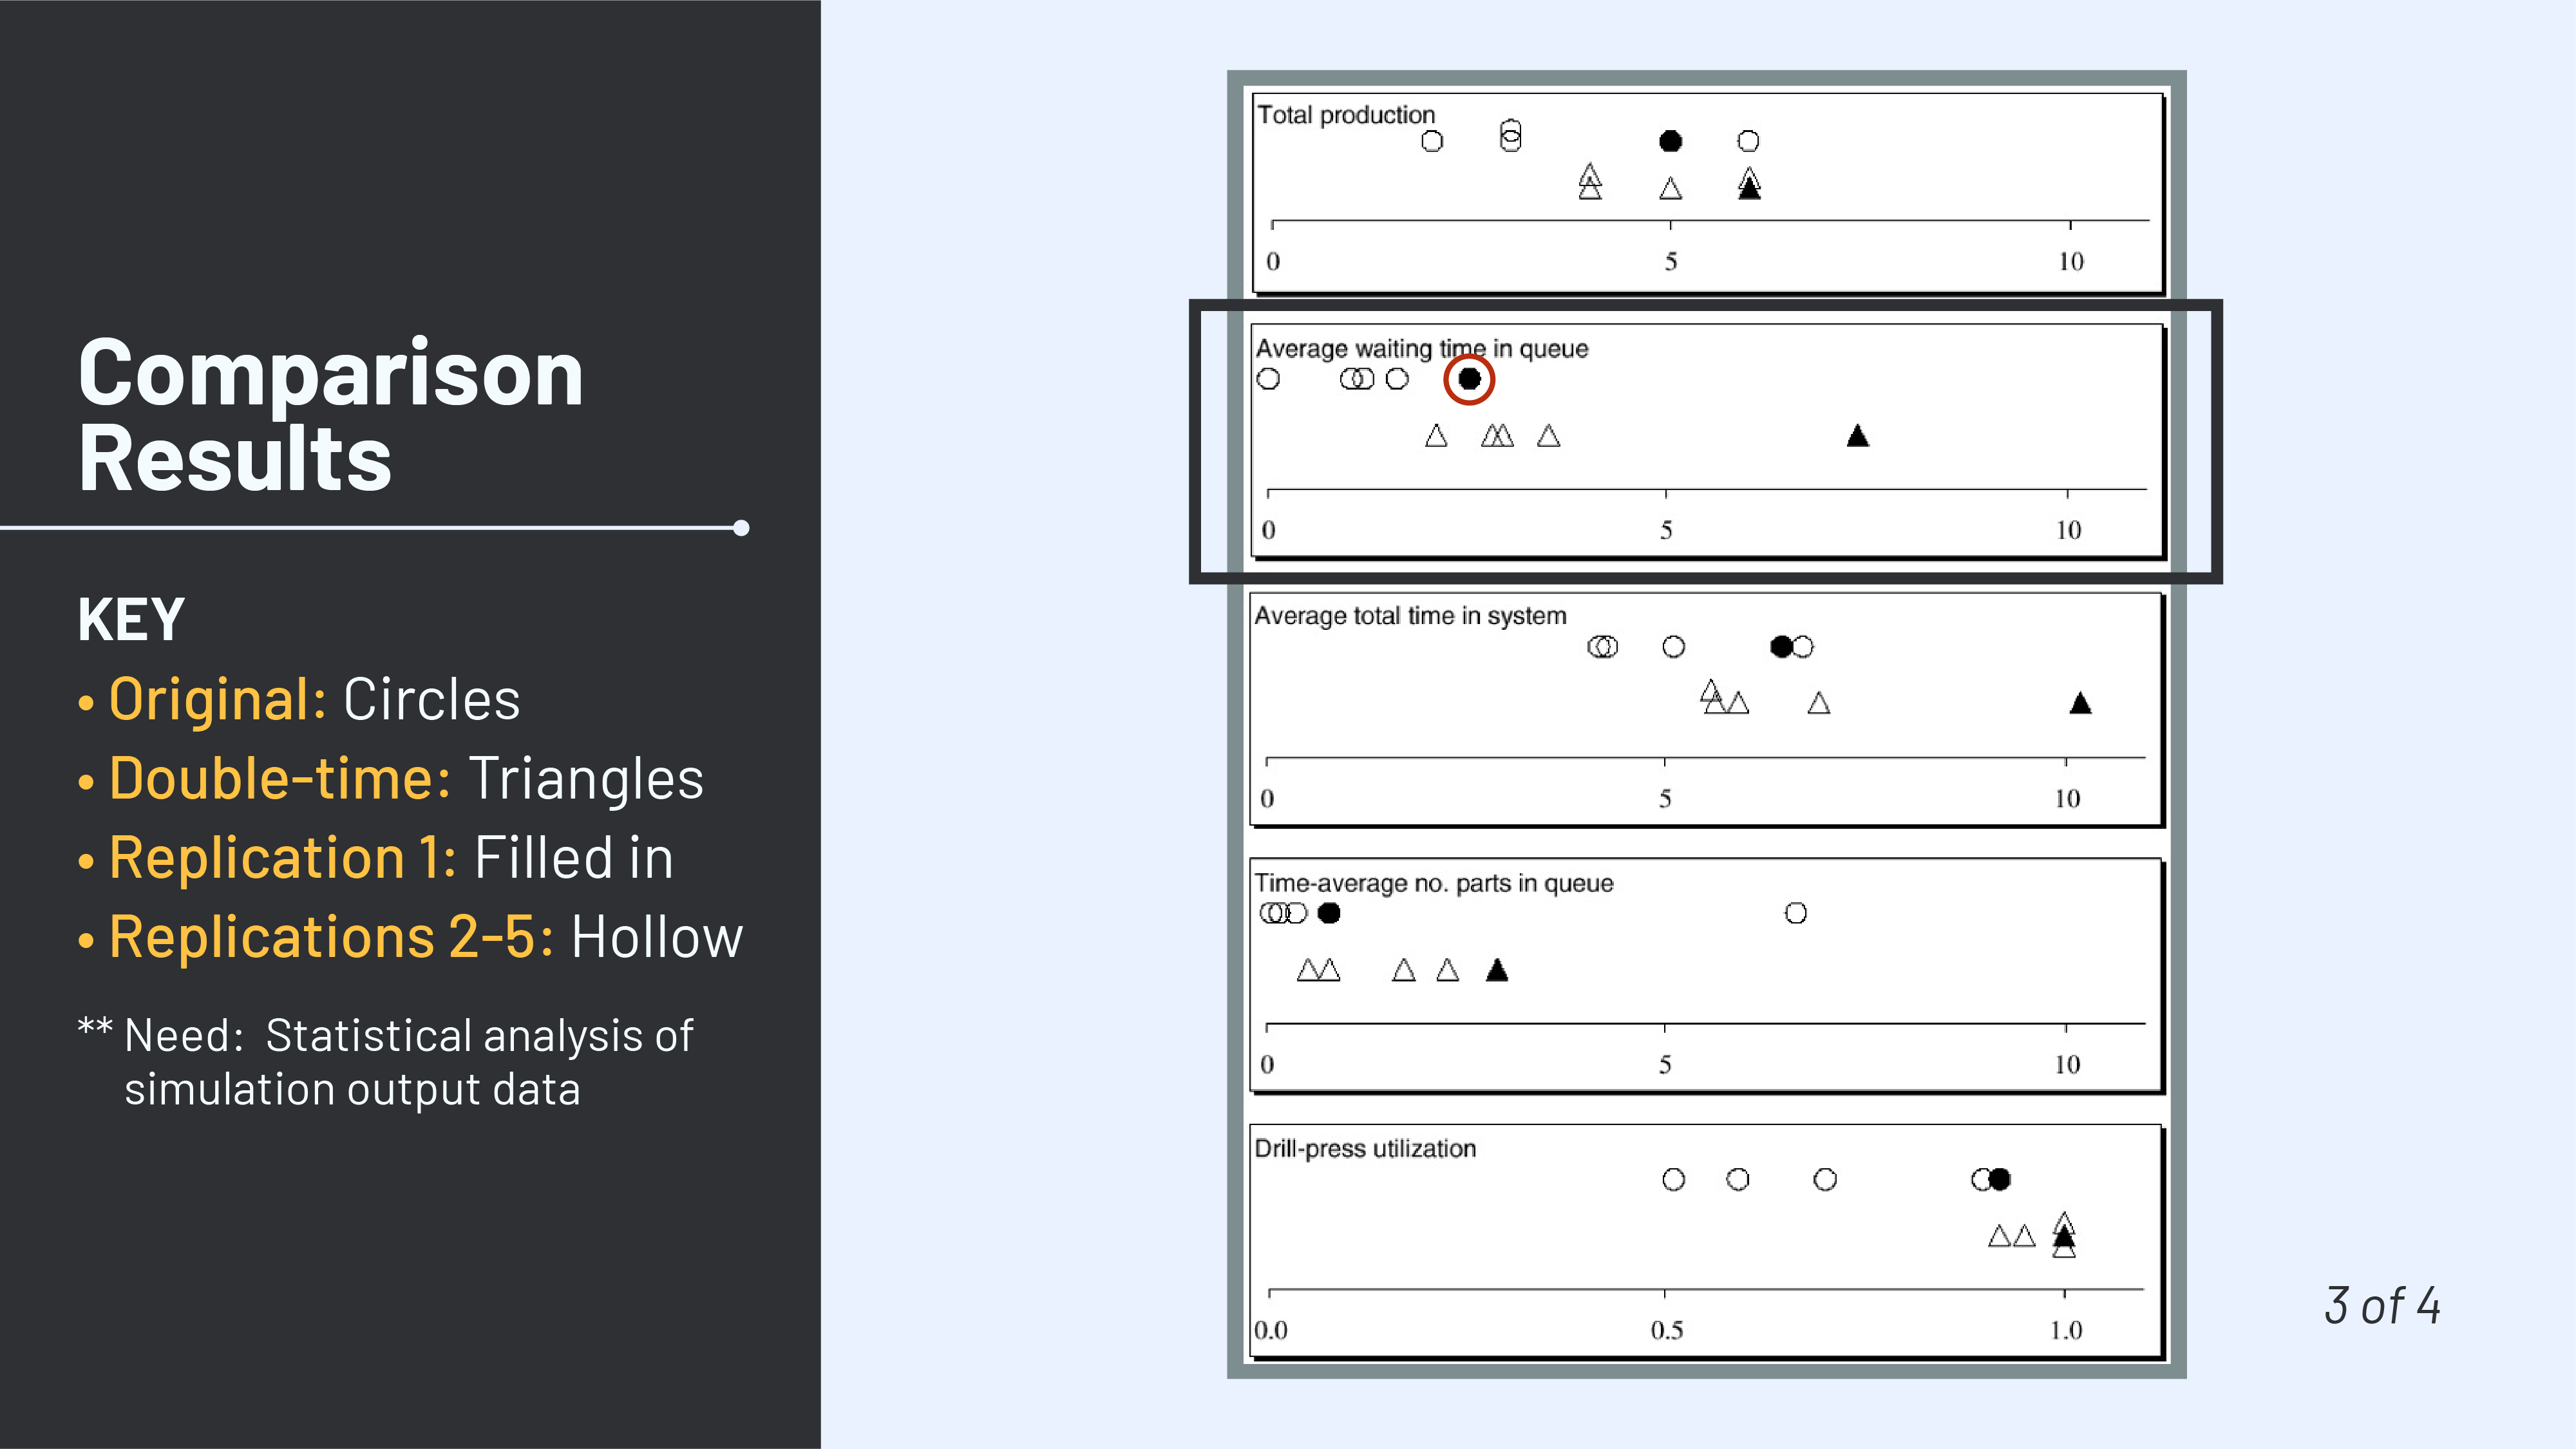 Comparison
Results
KEY
• Original: Circles
• Double-time: Triangles
• Replication 1: Filled in
• Replications 2-5: Hollow
** Need: Statistical analysis of
simulation output data
Total production
0 5 10
Average waiting time in queue
0 5 10
Average total time in system
0 5 10
Time-average no. parts in queue
0 5 10
Drill-press utilization
0.0 0.5 1.0
3 of 4